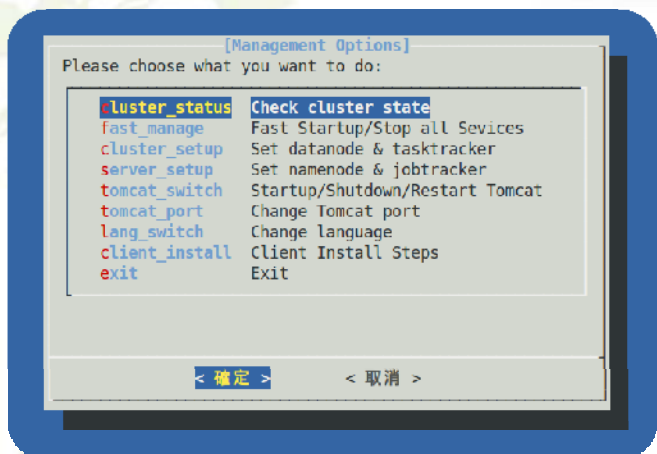 [Management Options]
Please choose what you want to do:
cluster_status Check cluster state
fast_manage Fast Startup/Stop all Sevices
cluster_setup Set datanode & tasktracker
server_setup Set namenode & jobtracker
tomcat_switch Startup/Shutdown/Restart Tomcat
tomcat_port Change Tomcat port
lang_switch Change language
client_install Client Install Steps
exit Exit
< 確定 > < 取消 >